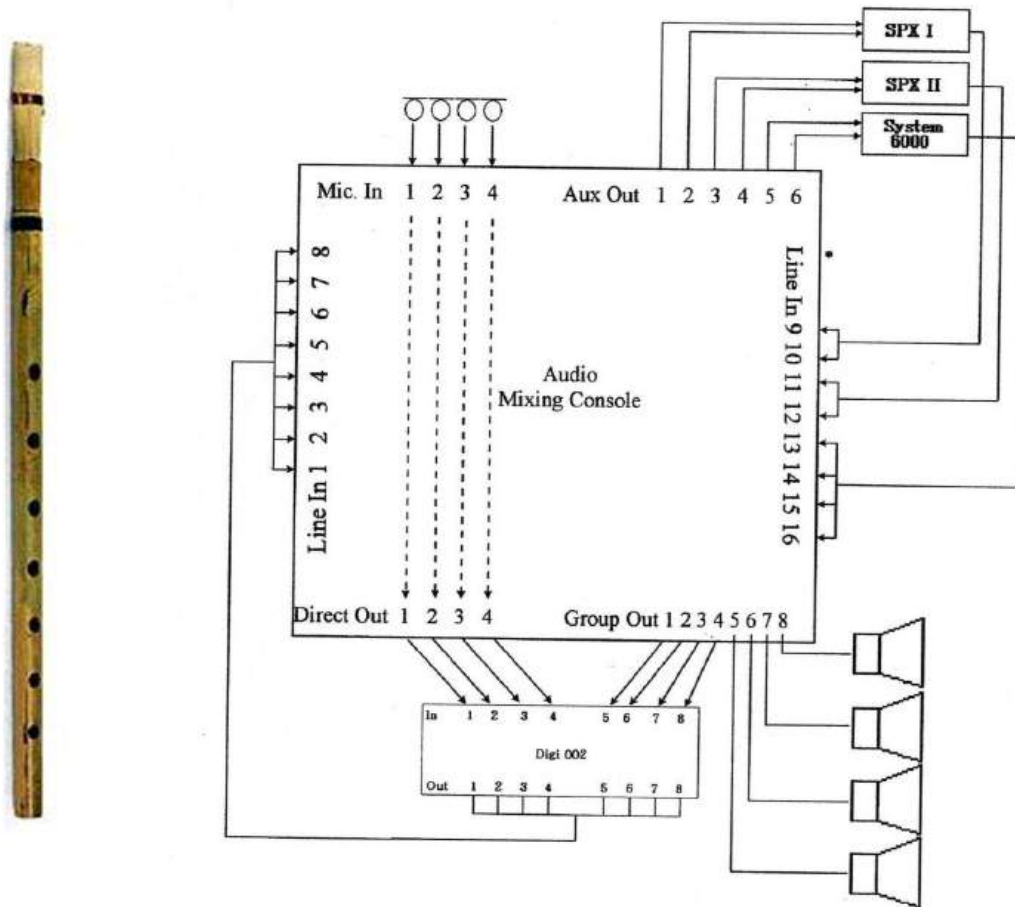 SPX I
SPX II
System
6000
Mic. In 1 2 3 4
Aux Out 1 2 3 4 5 6
Line In 1 2 3 4 5 6 7 8
Line In 9 10 11 12 13 14 15 16
Audio
Mixing Console
Direct Out 1 2 3 4
Group Out 1 2 3 4 5 6 7 8
In 1 2 3 4 5 6 7 8
Digi 002
Out 1 2 3 4 5 6 7 8